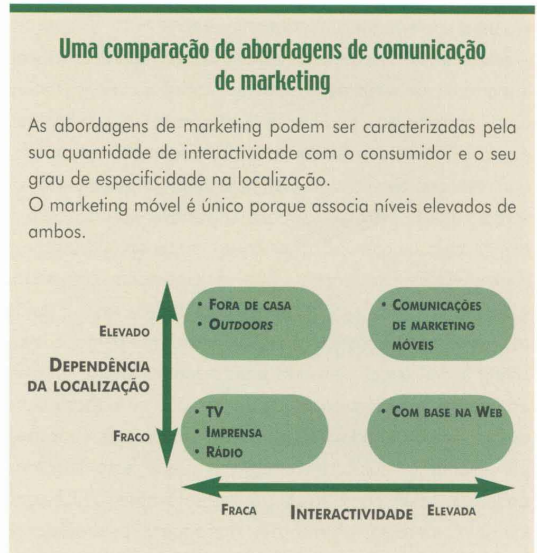 Uma comparação de abordagens de comunicação
de marketing
As abordagens de marketing podem ser caracterizadas pela
sua quantidade de interactividade com o consumidor e o seu
grau de especificidade na localização.
O marketing móvel é único porque associa níveis elevados de
ambos.
• FORA DE CASA
• OUTDOORS
• COMUNICAÇÕES
DE MARKETING
MÓVEIS
ELEVADO
DEPENDÊNCIA
DA LOCALIZAÇÃO
FRACO
• TV
• IMPRENSA
• RÁDIO
• COM BASE NA WEB
FRACA
INTERACTIVIDADE
ELEVADA